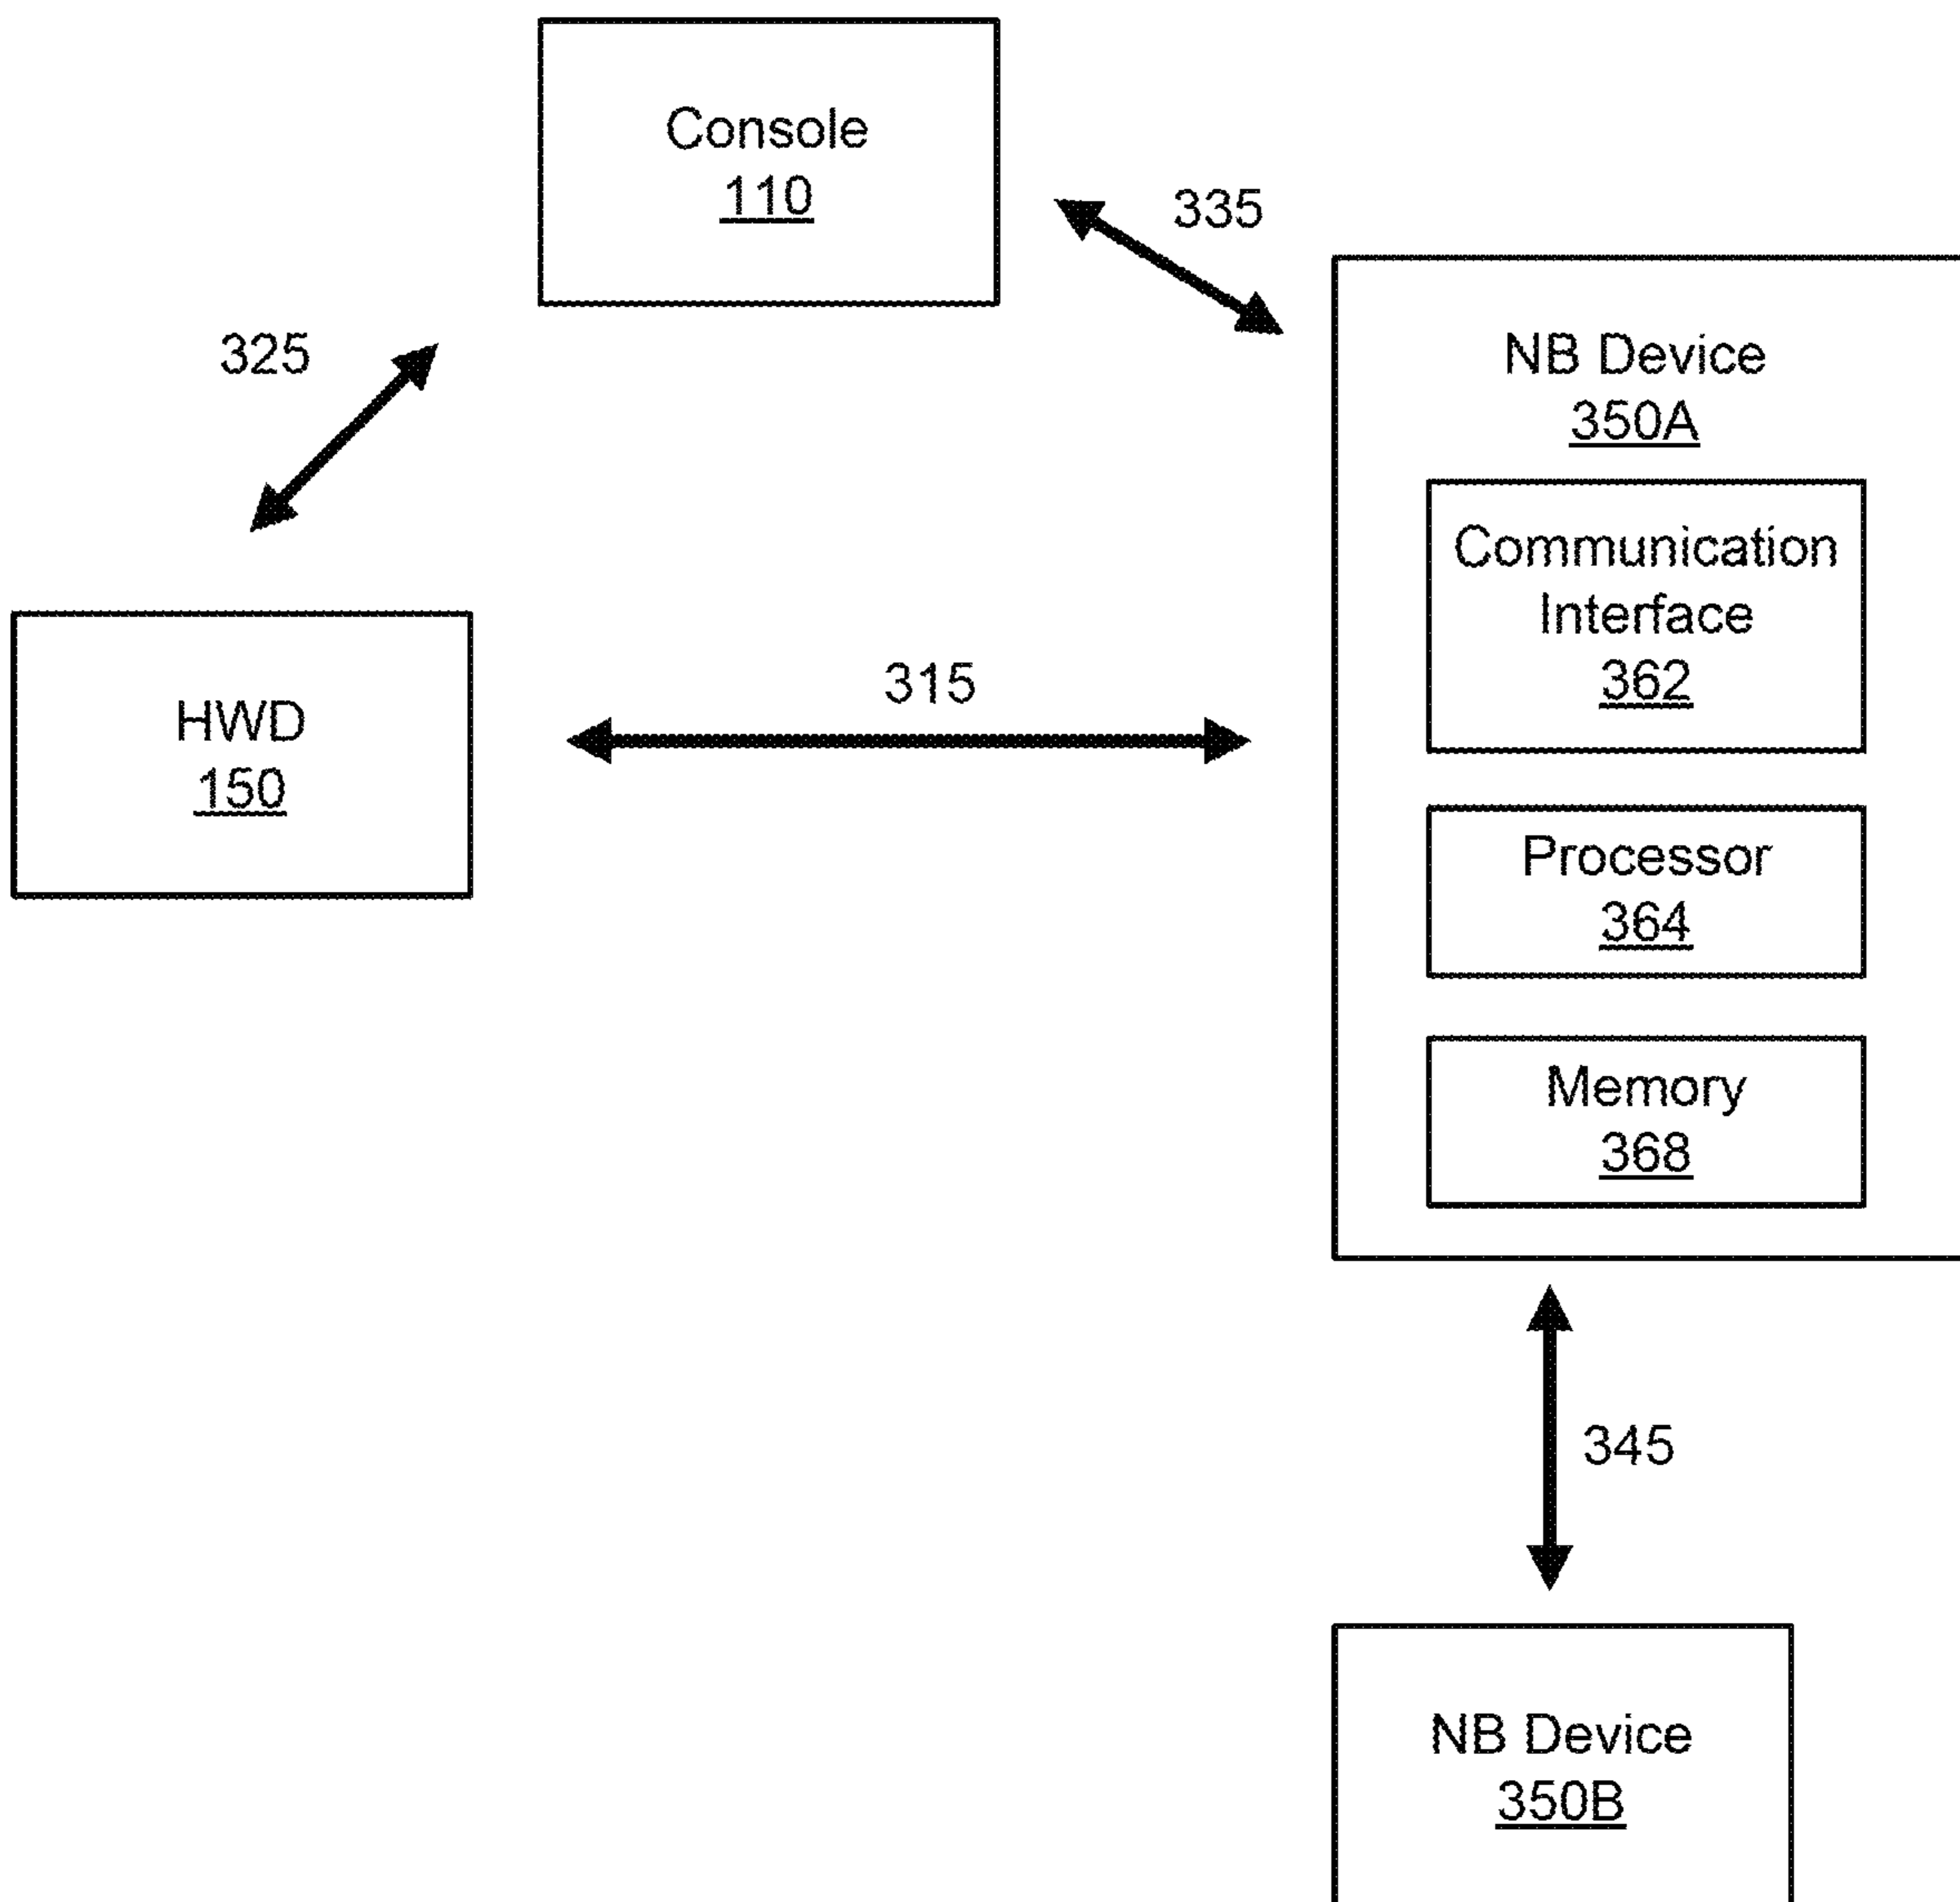 Console
110
335
325
NB Device
350A
Communication
Interface
362
315
HWD
150
Processor
364
Memory
368
345
NB Device
350B